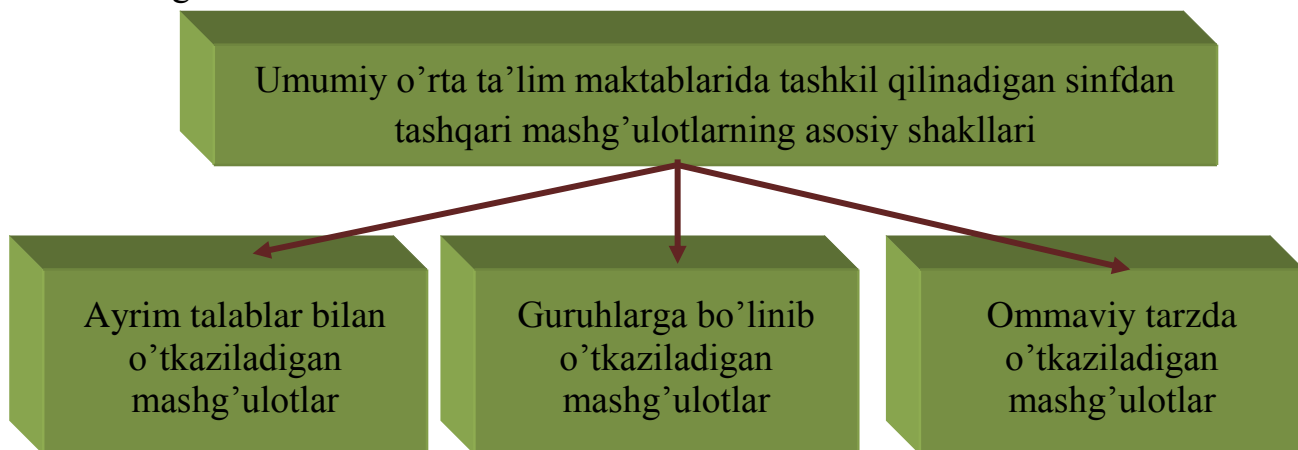 Umumiy o’rta ta’lim maktablarida tashkil qilinadigan sinfdan
tashqari mashg’ulotlarning asosiy shakllari
Ayrim talablar bilan
o’tkaziladigan
mashg’ulotlar
Guruhlarga bo’linib
o’tkaziladigan
mashg’ulotlar
Ommaviy tarzda
o’tkaziladigan
mashg’ulotlar